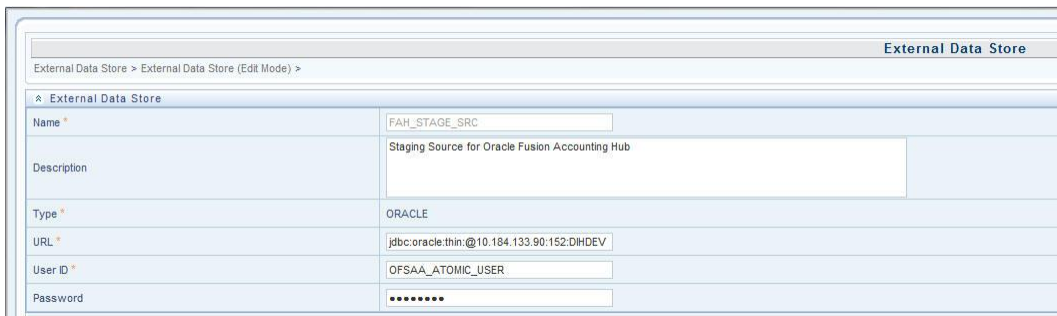 External Data Store
External Data Store > External Data Store (Edit Mode) >
External Data Store
Name *
FAH_STAGE_SRC
Description
Staging Source for Oracle Fusion Accounting Hub
Type *
ORACLE
URL *
jdbc:oracle:thin:@10.184.133.90:152:DIHDEV
User ID *
OFSAA_ATOMIC_USER
Password
••••••••